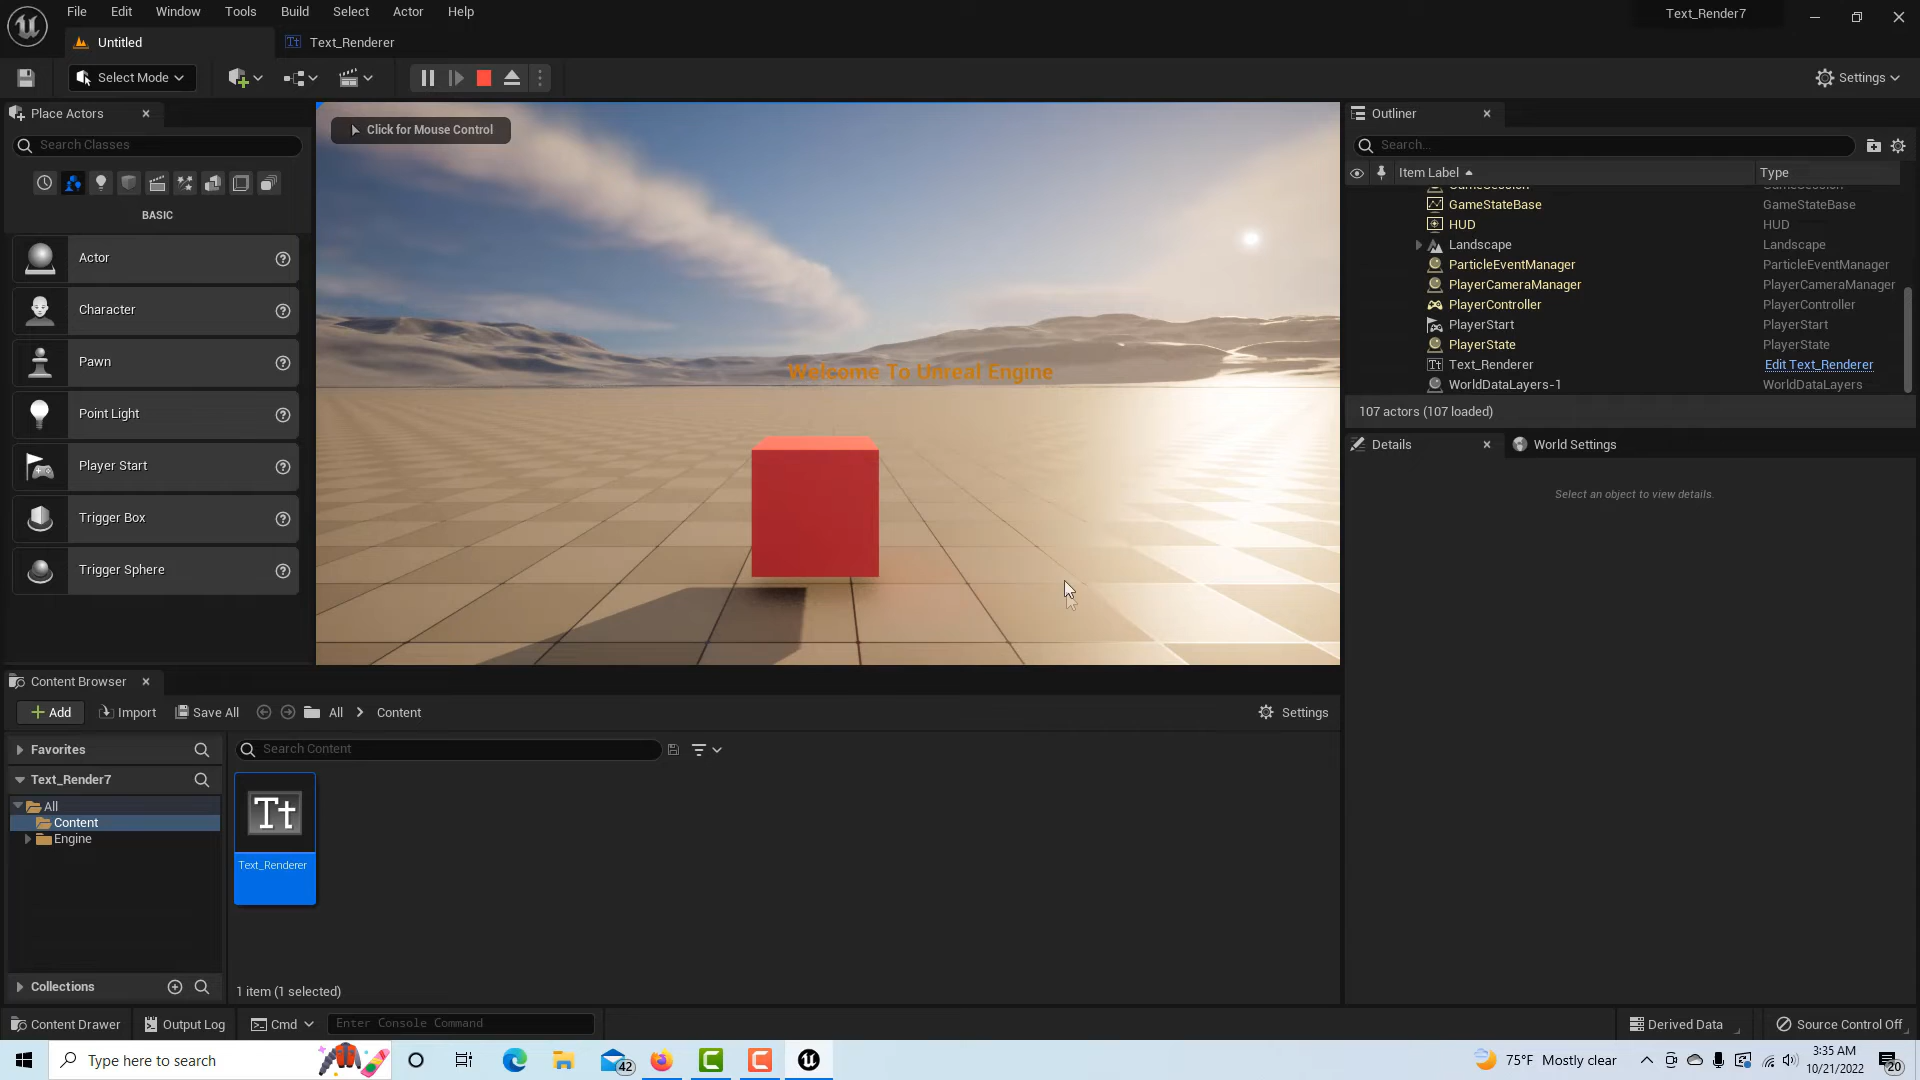 File Edit Window Tools Build Select Actor Help
Text_Render7
Untitled
Text_Renderer
Select Mode
Settings
Place Actors
Search Classes
BASIC
Actor
Character
Pawn
Point Light
Player Start
Trigger Box
Trigger Sphere
Click for Mouse Control
Welcome To Unreal Engine
Outliner
Search...
Item Label Type
GameSession GameSession
GameStateBase GameStateBase
HUD HUD
Landscape Landscape
ParticleEventManager ParticleEventManager
PlayerCameraManager PlayerCameraManager
PlayerController PlayerController
PlayerStart PlayerStart
PlayerState PlayerState
Text_Renderer Edit Text_Renderer
WorldDataLayers-1 WorldDataLayers
107 actors (107 loaded)
Details World Settings
Select an object to view details.
Content Browser
Add Import Save All All Content Settings
Favorites
Search Content
Text_Render7
All
Content
Engine
Tt
Text_Renderer
Collections
1 item (1 selected)
Content Drawer Output Log Cmd Enter Console Command Derived Data Source Control Off
Type here to search
42
75°F Mostly clear
3:35 AM
10/21/2022
20